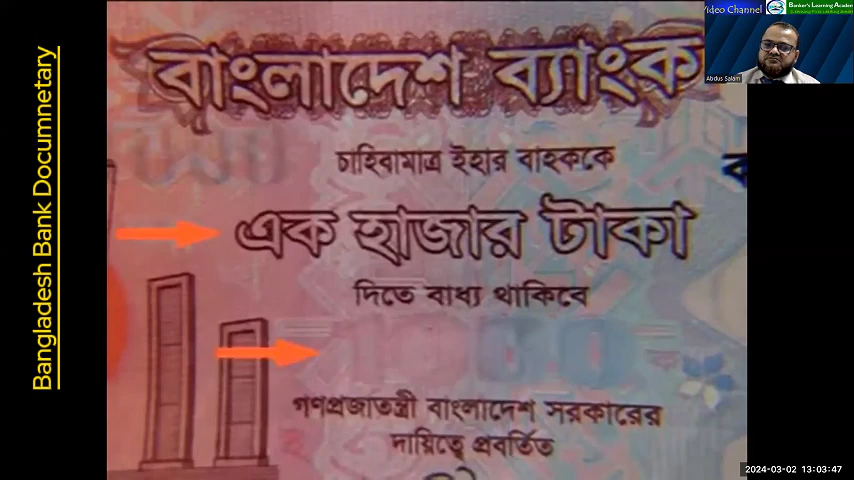 Video Channel
Banker's Learning Academy
Abdus Salam
Bangladesh Bank Documnetary
বাংলাদেশ ব্যাংক
চাহিবামাত্র ইহার বাহককে
এক হাজার টাকা
দিতে বাধ্য থাকিবে
1000
গণপ্রজাতন্ত্রী বাংলাদেশ সরকারের
দায়িত্বে প্রবর্তিত
2024-03-02 13:03:47